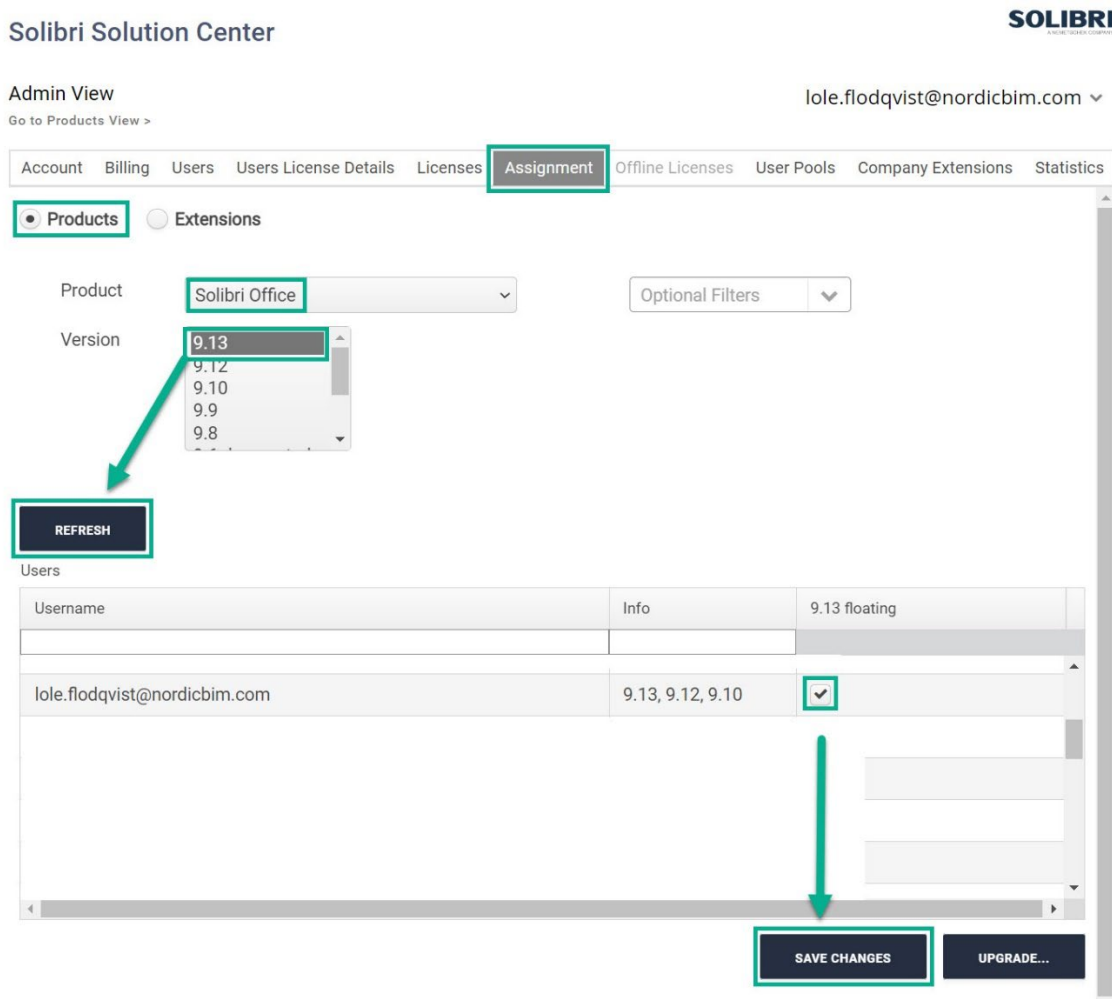 Solibri Solution Center
SOLIBRI
A NEMETSCHEK COMPANY
Admin View
lole.flodqvist@nordicbim.com
Go to Products View >
Account Billing Users Users License Details Licenses Assignment Offline Licenses User Pools Company Extensions Statistics
Products Extensions
Product Solibri Office Optional Filters
Version 9.13
9.12
9.10
9.9
9.8
REFRESH
Users
Username Info 9.13 floating
lole.flodqvist@nordicbim.com 9.13, 9.12, 9.10
SAVE CHANGES UPGRADE...